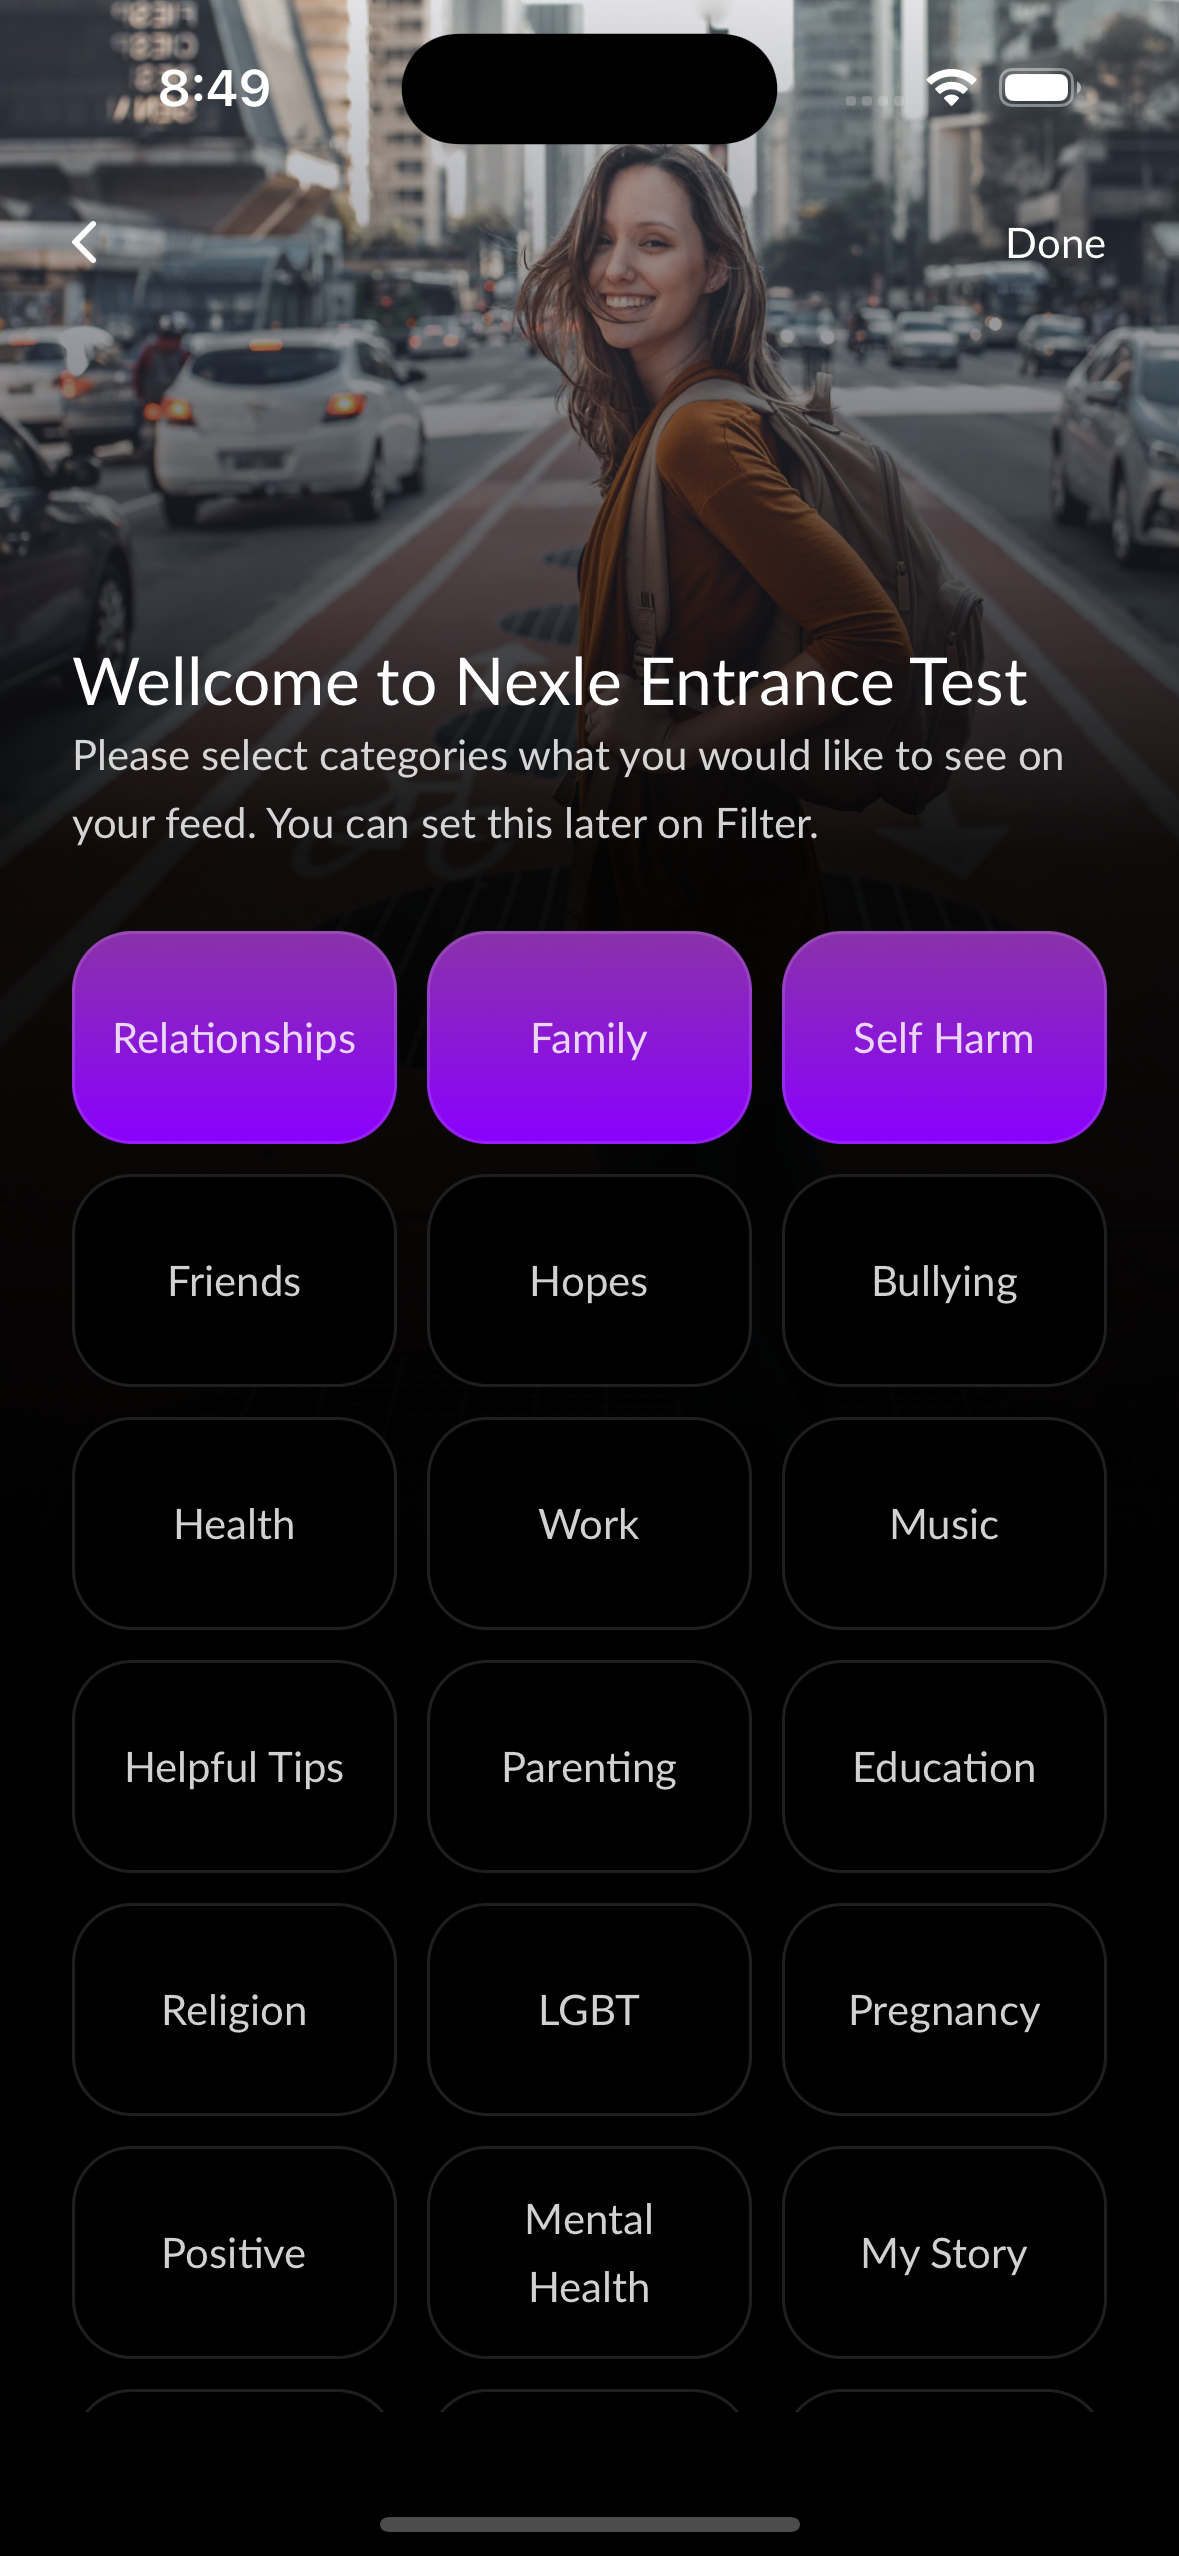 8:49
Done
Wellcome to Nexle Entrance Test
Please select categories what you would like to see on
your feed. You can set this later on Filter.
Relationships
Family
Self Harm
Friends
Hopes
Bullying
Health
Work
Music
Helpful Tips
Parenting
Education
Religion
LGBT
Pregnancy
Positive
Mental
Health
My Story